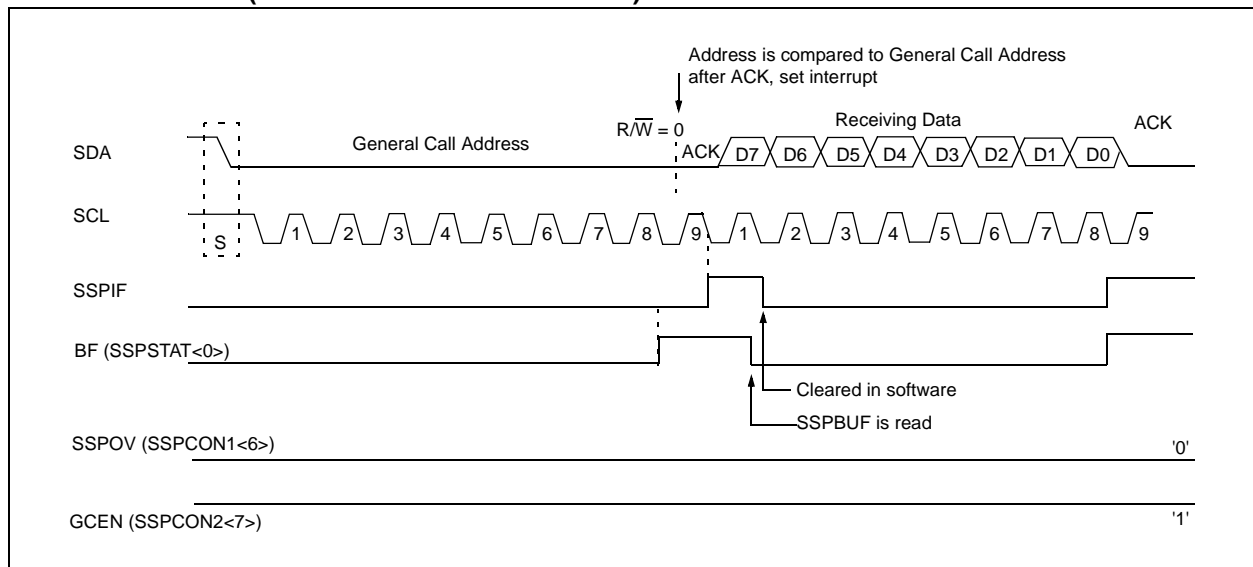 Address is compared to General Call Address
after ACK, set interrupt
R/W = 0
Receiving Data
ACK
SDA
General Call Address
ACK
D7 D6 D5 D4 D3 D2 D1 D0
SCL
S
1 2 3 4 5 6 7 8 9 1 2 3 4 5 6 7 8 9
SSPIF
BF (SSPSTAT<0>)
Cleared in software
SSPBUF is read
SSPOV (SSPCON1<6>)
'0'
GCEN (SSPCON2<7>)
'1'